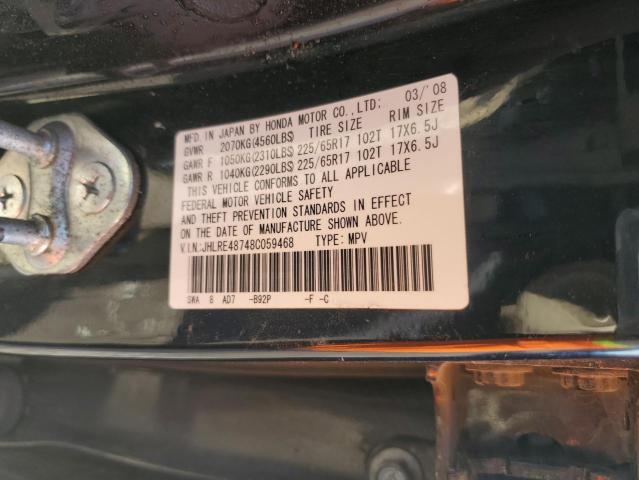 MFD. IN JAPAN BY HONDA MOTOR CO., LTD: 03/'08
GVWR 2070KG(4560LBS) TIRE SIZE RIM SIZE
GAWR F 1050KG(2310LBS) 225/65R17 102T 17X6.5J
GAWR R 1040KG(2290LBS) 225/65R17 102T 17X6.5J
THIS VEHICLE CONFORMS TO ALL APPLICABLE
FEDERAL MOTOR VEHICLE SAFETY
AND THEFT PREVENTION STANDARDS IN EFFECT
ON THE DATE OF MANUFACTURE SHOWN ABOVE.
V.I.N.:JHLRE48748C059468 TYPE: MPV
SWA 8 AD7 -B92P -F -C